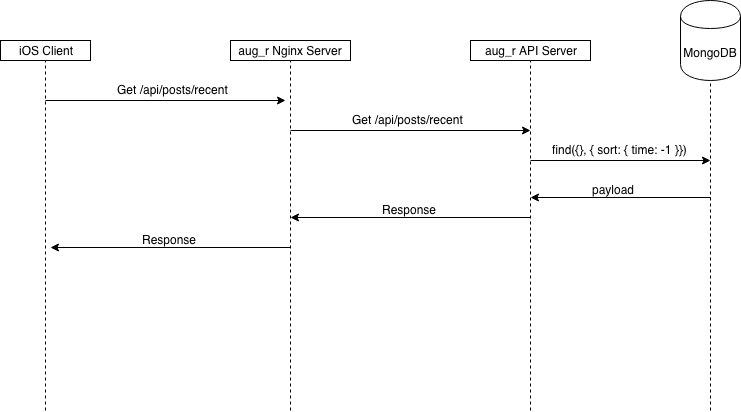 iOS Client
aug_r Nginx Server
aug_r API Server
MongoDB
Get /api/posts/recent
Get /api/posts/recent
find({}, { sort: { time: -1 }})
payload
Response
Response